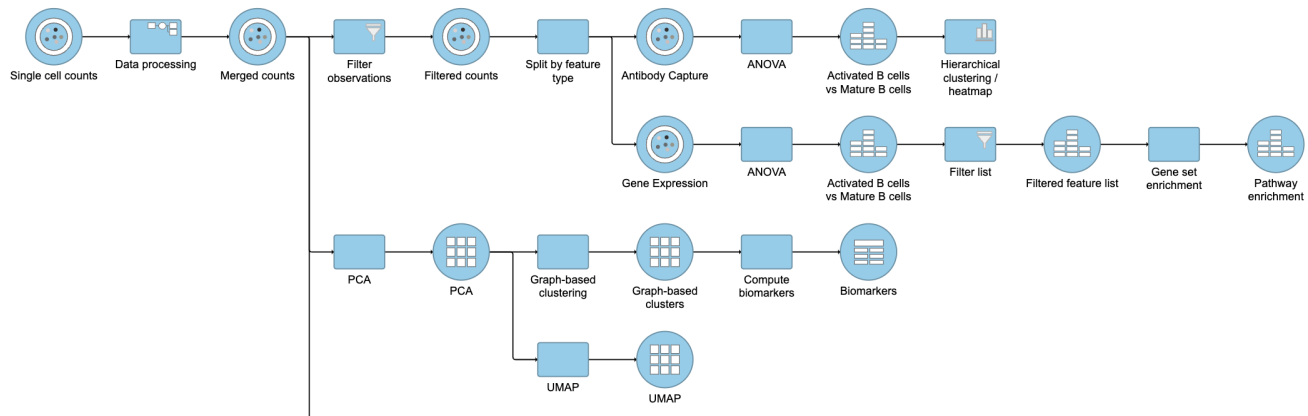 Single cell counts
Data processing
Merged counts
Filter
observations
Filtered counts
Split by feature
type
Antibody Capture
ANOVA
Activated B cells
vs Mature B cells
Hierarchical
clustering /
heatmap
Gene Expression
ANOVA
Activated B cells
vs Mature B cells
Filter list
Filtered feature list
Gene set
enrichment
Pathway
enrichment
PCA
PCA
Graph-based
clustering
Graph-based
clusters
Compute
biomarkers
Biomarkers
UMAP
UMAP